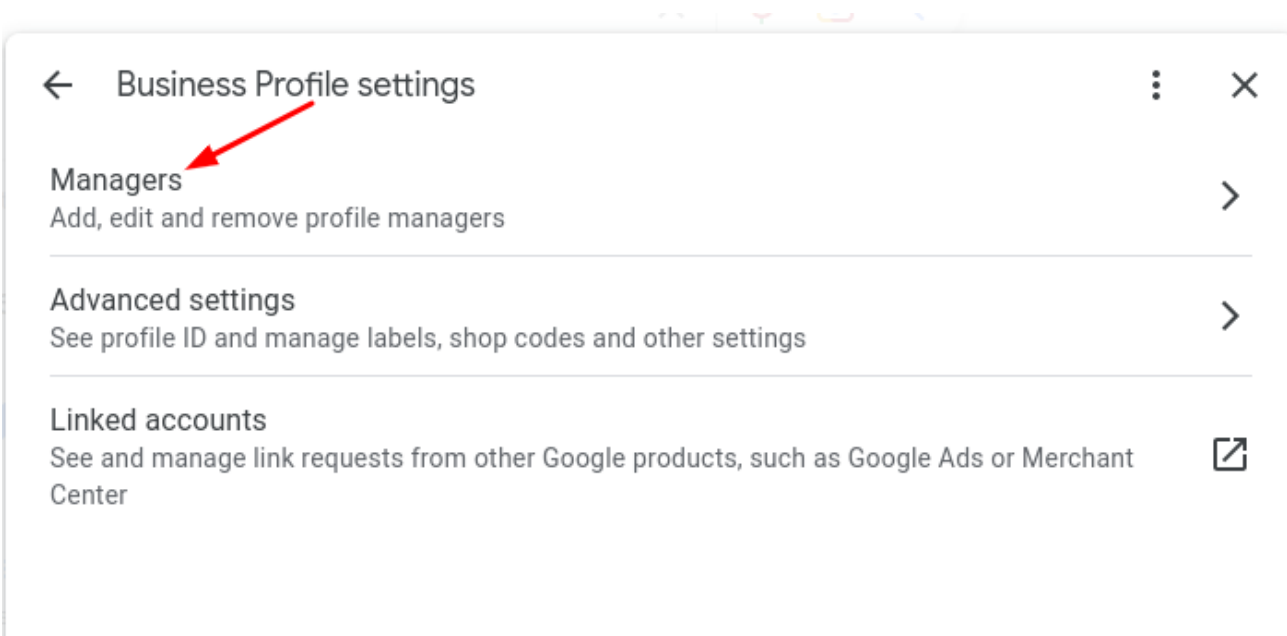 Business Profile settings
Managers
Add, edit and remove profile managers
Advanced settings
See profile ID and manage labels, shop codes and other settings
Linked accounts
See and manage link requests from other Google products, such as Google Ads or Merchant
Center